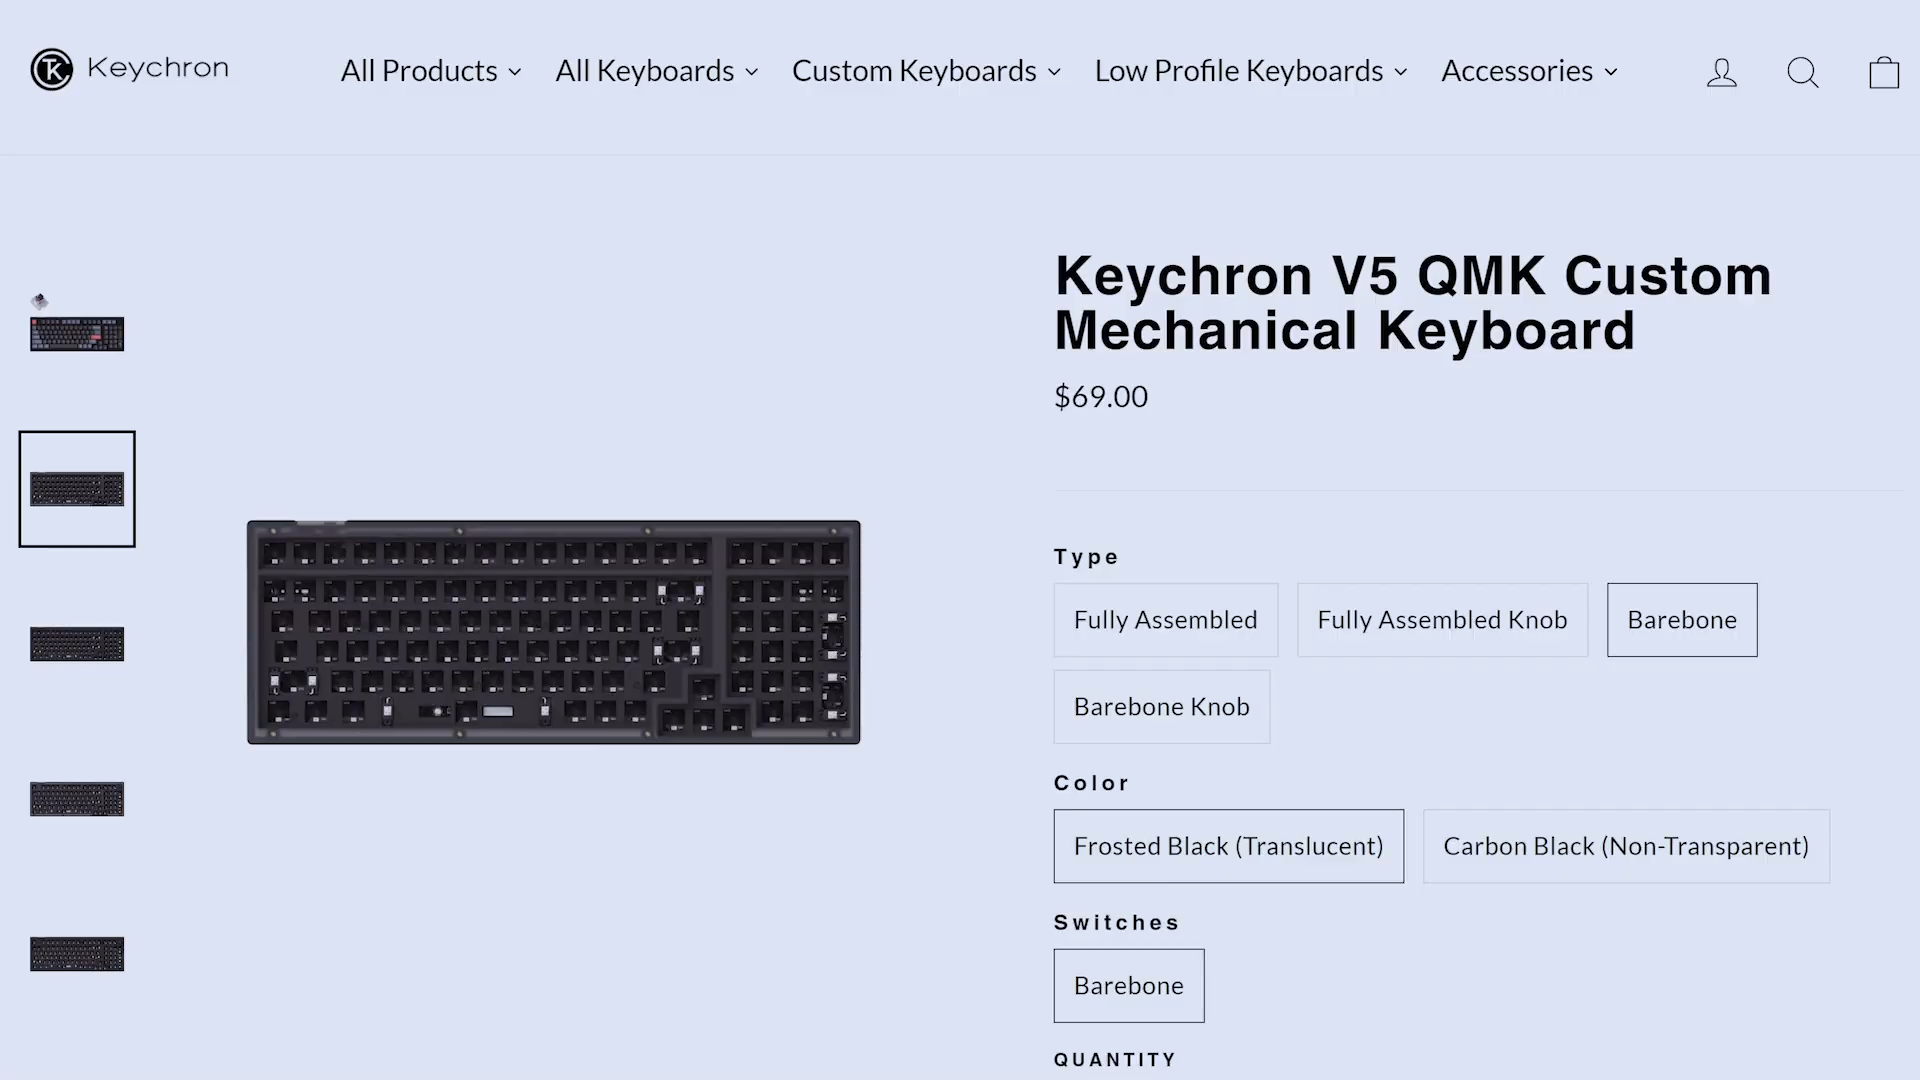 Keychron
All Products
All Keyboards
Custom Keyboards
Low Profile Keyboards
Accessories
Keychron V5 QMK Custom
Mechanical Keyboard
$69.00
Type
Fully Assembled
Fully Assembled Knob
Barebone
Barebone Knob
Color
Frosted Black (Translucent)
Carbon Black (Non-Transparent)
Switches
Barebone
QUANTITY